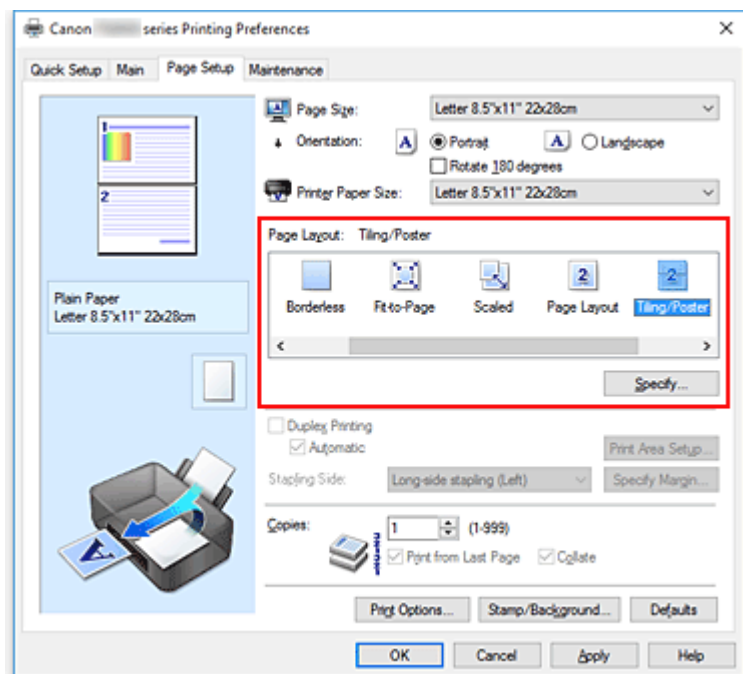 Canon series Printing Preferences
Quick Setup Main Page Setup Maintenance
1
2
Plain Paper
Letter 8.5"x11" 22x28cm
Page Size: Letter 8.5"x11" 22x28cm
Orientation: A Portrait A Landscape
Rotate 180 degrees
Printer Paper Size: Letter 8.5"x11" 22x28cm
Page Layout: Tiling/Poster
2 2
Borderless Fit-to-Page Scaled Page Layout Tiling/Poster
Specify...
Duplex Printing
Automatic Print Area Setup...
Stapling Side: Long-side stapling (Left) Specify Margin...
Copies: 1 (1-999)
Print from Last Page Collate
A
Print Options... Stamp/Background... Defaults
OK Cancel Apply Help